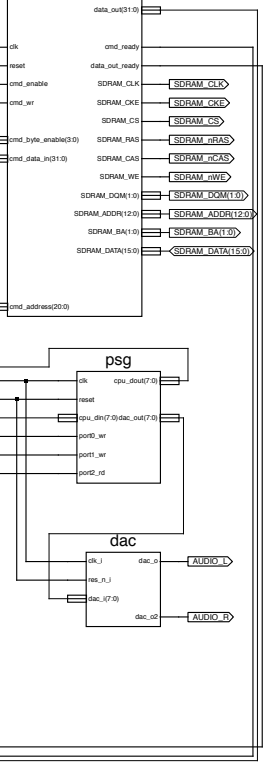 data_out(31:0)
clk cmd_ready
reset data_out_ready
cmd_enable SDRAM_CLK SDRAM_CLK
cmd_wr SDRAM_CKE SDRAM_CKE
SDRAM_CS SDRAM_CS
cmd_byte_enable(3:0) SDRAM_RAS SDRAM_nRAS
cmd_data_in(31:0) SDRAM_CAS SDRAM_nCAS
SDRAM_WE SDRAM_nWE
SDRAM_DQM(1:0) SDRAM_DQM(1:0)
SDRAM_ADDR(12:0) SDRAM_ADDR(12:0)
SDRAM_BA(1:0) SDRAM_BA(1:0)
SDRAM_DATA(15:0) SDRAM_DATA(15:0)
cmd_address(20:0)
psg
clk cpu_dout(7:0)
reset
cpu_din(7:0) dac_out(7:0)
port0_wr
port1_wr
port2_rd
dac
clk_i dac_o AUDIO_L
res_n_i
dac_i(7:0)
dac_o2 AUDIO_R